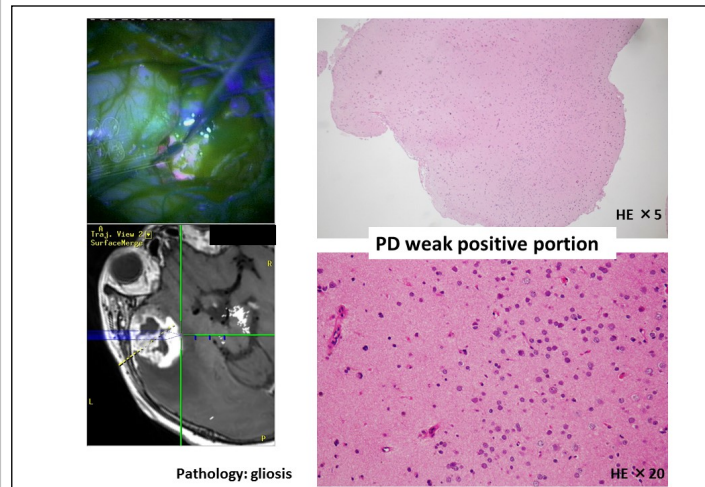 A
Traj. View 2
SurfaceMerge
R
L
P
HE ×5
PD weak positive portion
HE ×20
Pathology: gliosis